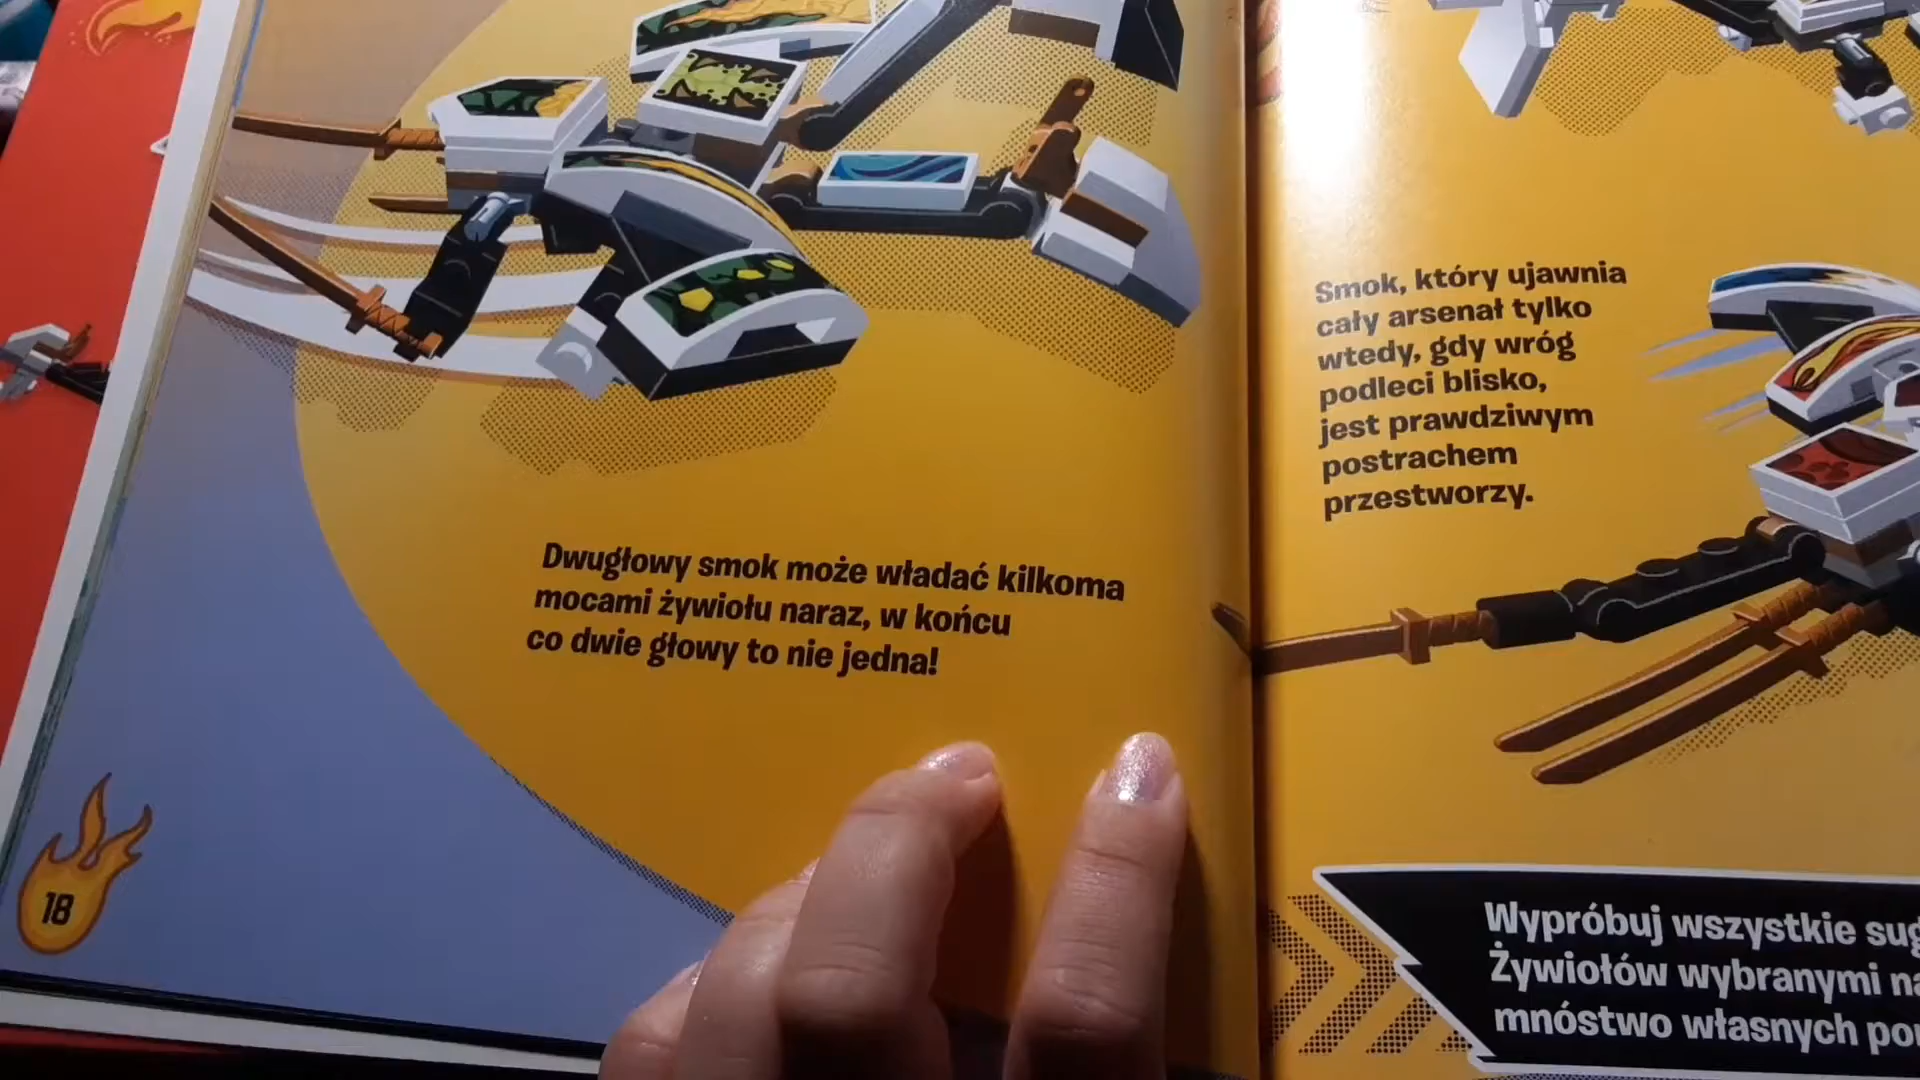 Dwugłowy smok może władać kilkoma
mocami żywiołu naraz, w końcu
co dwie głowy to nie jedna!
18
Smok, który ujawnia
cały arsenał tylko
wtedy, gdy wróg
podleci blisko,
jest prawdziwym
postrachem
przestworzy.
Wypróbuj wszystkie
Żywiołów wybranymi
mnóstwo własnych